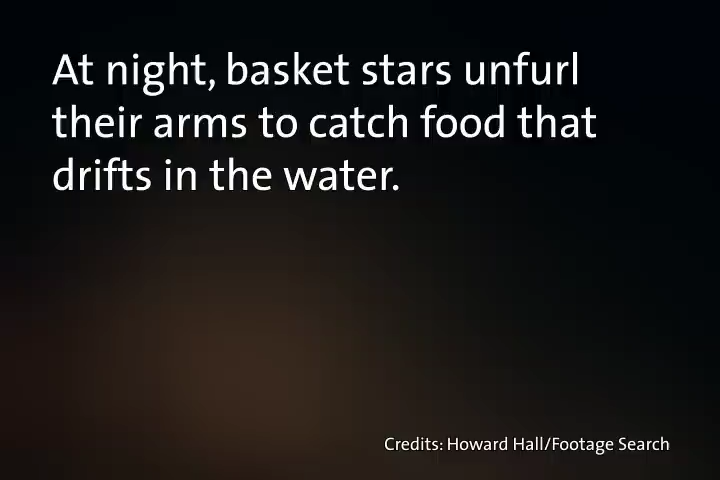 At night, basket stars unfurl
their arms to catch food that
drifts in the water.
Credits: Howard Hall/Footage Search